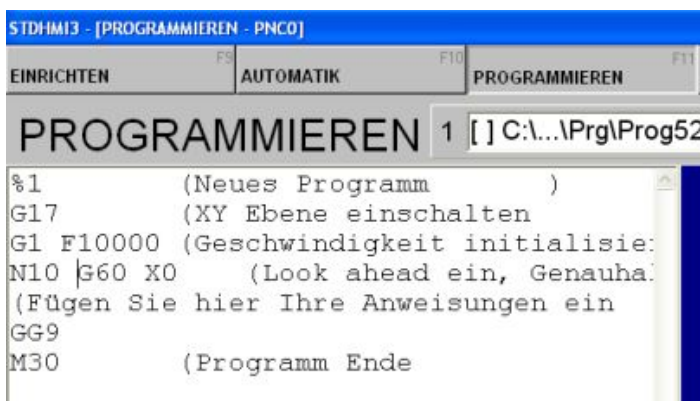 STDHMI3 - [PROGRAMMIEREN - PNC0]
F9 F10 F11
EINRICHTEN AUTOMATIK PROGRAMMIEREN
PROGRAMMIEREN 1 [ ] C:\...\Prg\Prog52
%1 (Neues Programm )
G17 (XY Ebene einschalten
G1 F10000 (Geschwindigkeit initialisie
N10 G60 X0 (Look ahead ein, Genauha
(Fügen Sie hier Ihre Anweisungen ein
GG9
M30 (Programm Ende